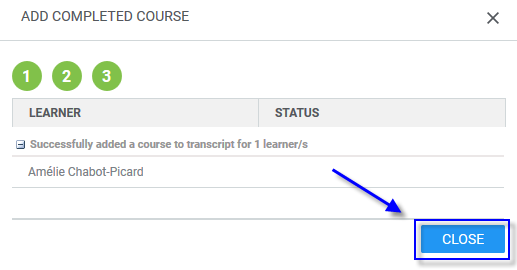 ADD COMPLETED COURSE
1 2 3
LEARNER STATUS
Successfully added a course to transcript for 1 learner/s
Amélie Chabot-Picard
CLOSE